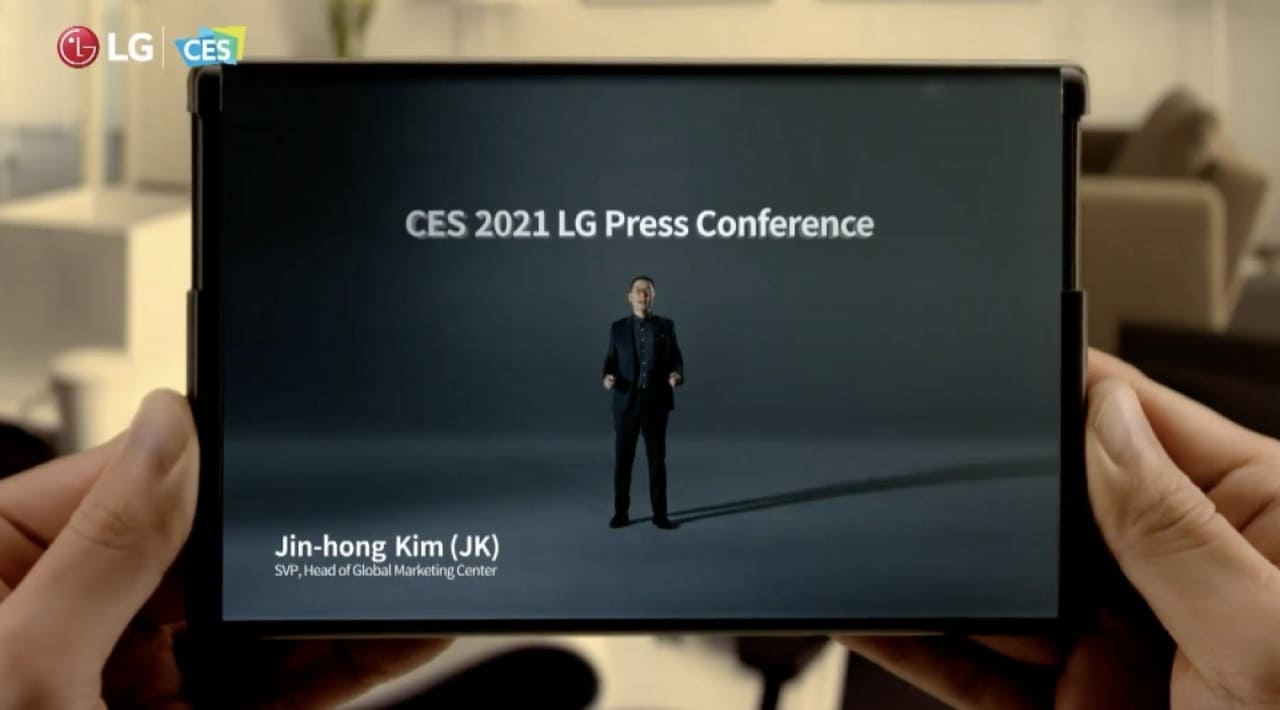 LG
CES
CES 2021 LG Press Conference
Jin-hong Kim (JK)
SVP, Head of Global Marketing Center